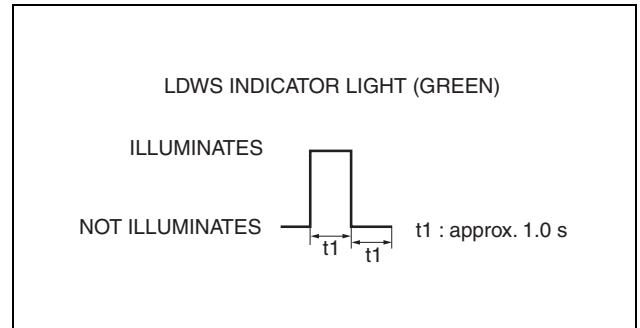 LDWS INDICATOR LIGHT (GREEN)
ILLUMINATES
NOT ILLUMINATES
t1 : approx. 1.0 s
t1
t1